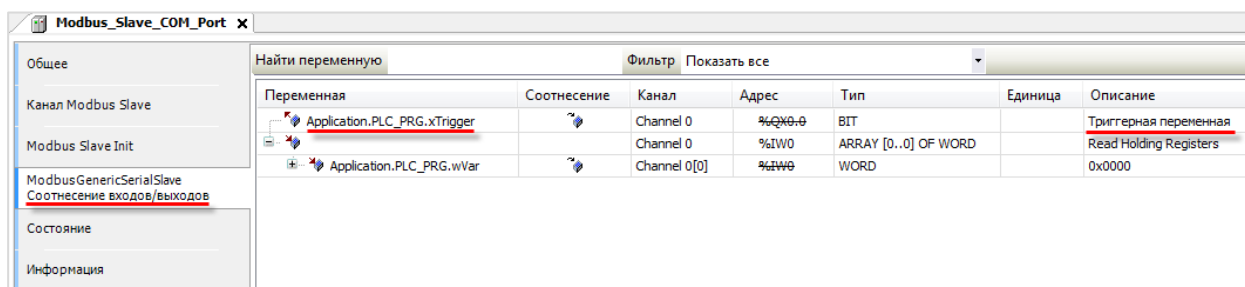 Modbus_Slave_COM_Port X
Общее
Канал Modbus Slave
Modbus Slave Init
ModbusGenericSerialSlave
Соотнесение входов/выходов
Состояние
Информация
Найти переменную Фильтр Показать все
Переменная Соотнесение Канал Адрес Тип Единица Описание
Application.PLC_PRG.xTrigger Channel 0 %QX0.0 BIT Триггерная переменная
Channel 0 %IW0 ARRAY [0..0] OF WORD Read Holding Registers
Application.PLC_PRG.wVar Channel 0[0] %IW0 WORD 0x0000